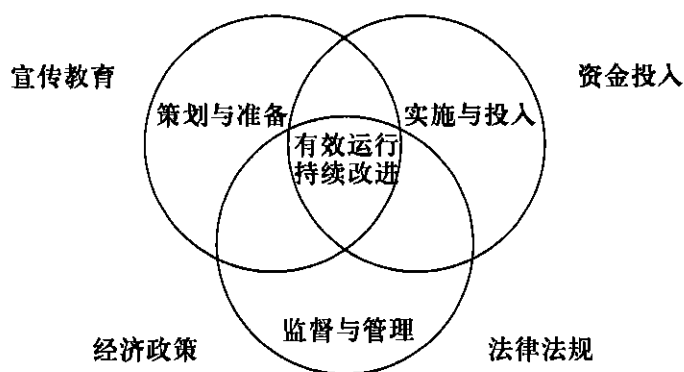 宣传教育
资金投入
策划与准备
实施与投入
有效运行
持续改进
监督与管理
经济政策
法律法规